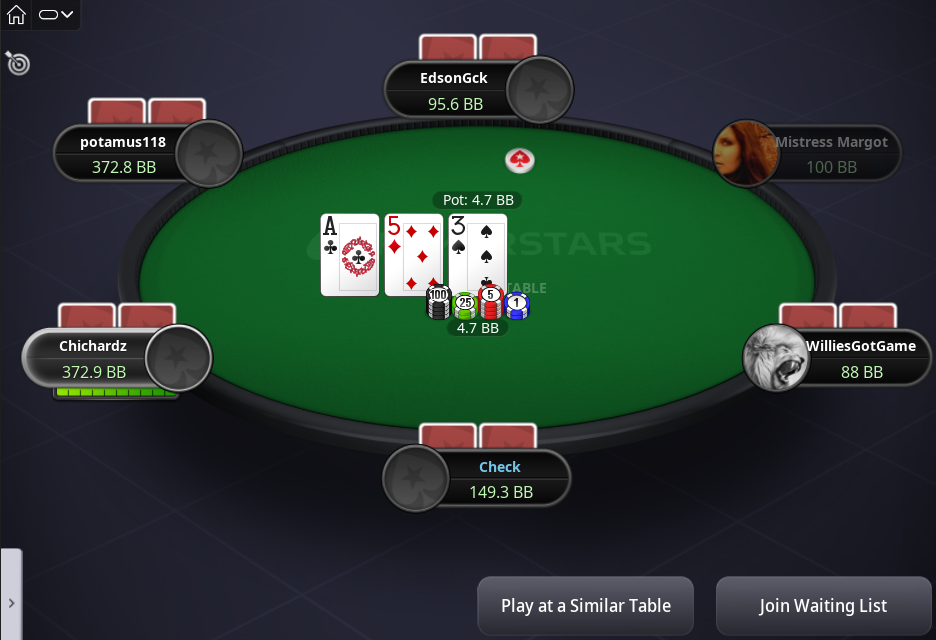 EdsonGck
95.6 BB
potamus118
372.8 BB
Mistress Margot
100 BB
Pot: 4.7 BB
A 5 3
100 25 5 1
4.7 BB
Chichardz
372.9 BB
WilliesGotGame
88 BB
Check
149.3 BB
Play at a Similar Table
Join Waiting List